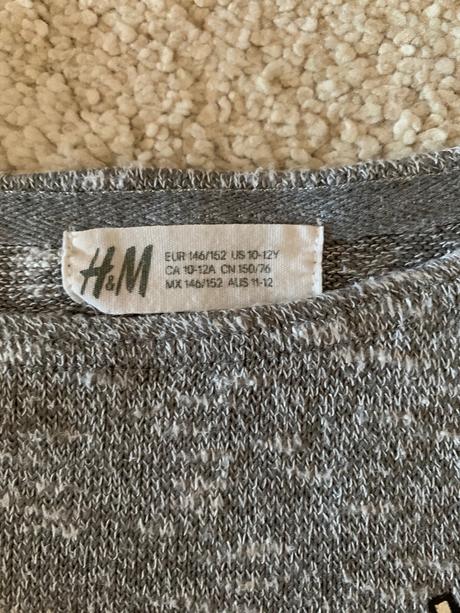 H&M
EUR 146/152 US 10-12Y
CA 10-12A CN 150/76
MX 146/152 AUS 11-12